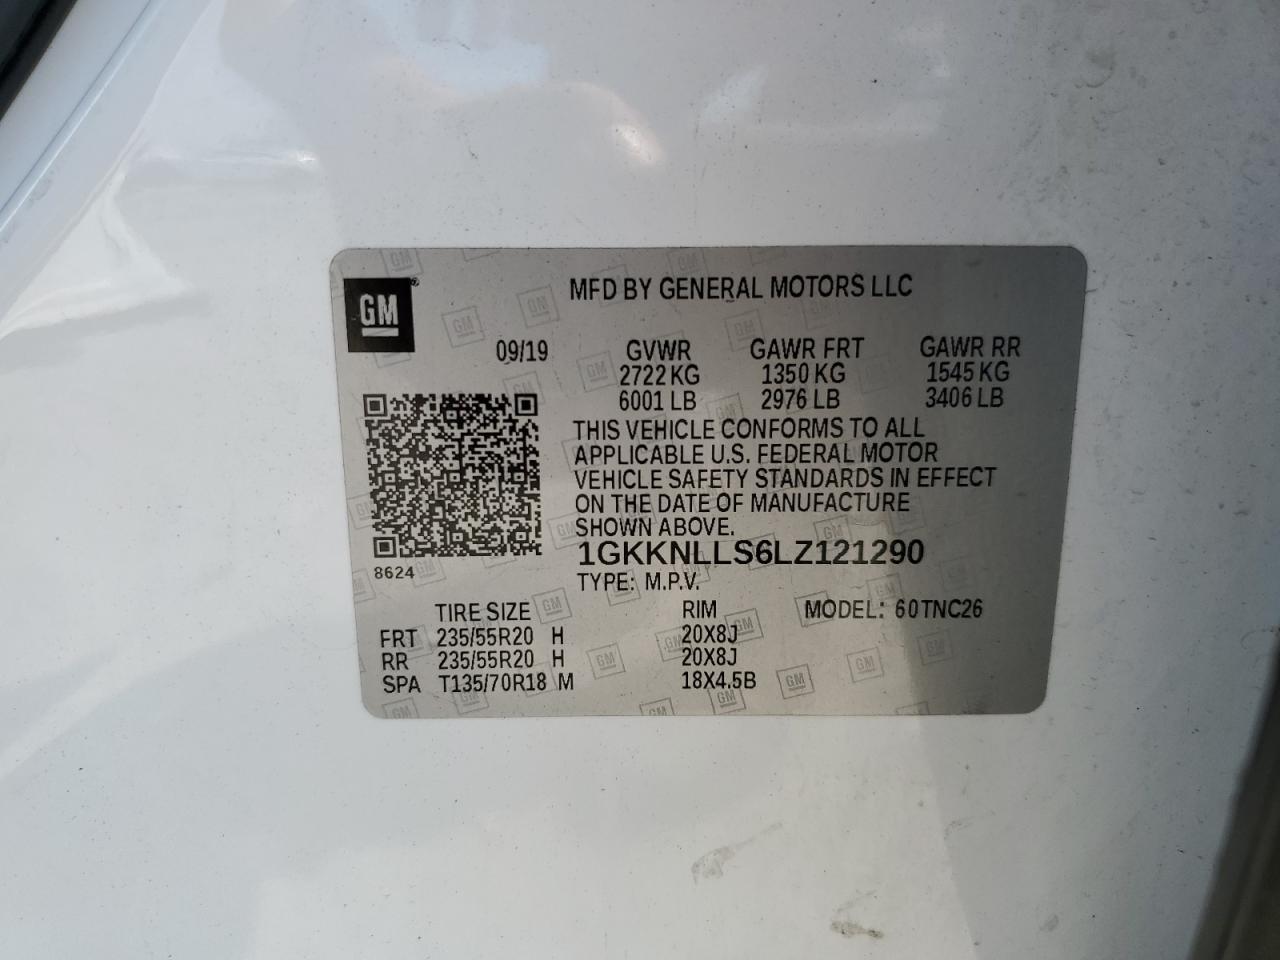 MFD BY GENERAL MOTORS LLC
GM®
09/19 GVWR GAWR FRT GAWR RR
2722 KG 1350 KG 1545 KG
6001 LB 2976 LB 3406 LB
THIS VEHICLE CONFORMS TO ALL
APPLICABLE U.S. FEDERAL MOTOR
VEHICLE SAFETY STANDARDS IN EFFECT
ON THE DATE OF MANUFACTURE
SHOWN ABOVE.
1GKKNLLS6LZ121290
8624
TYPE: M.P.V.
TIRE SIZE RIM MODEL: 60TNC26
FRT 235/55R20 H 20X8J
RR 235/55R20 H 20X8J
SPA T135/70R18 M 18X4.5B